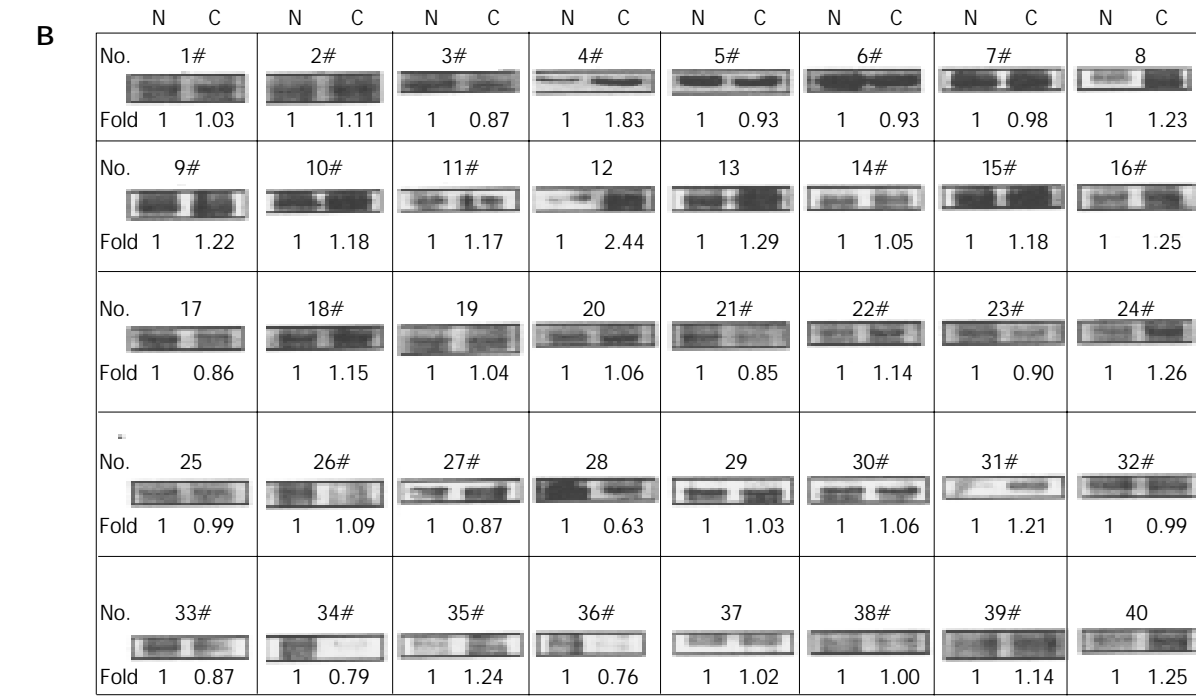 B
N C N C N C N C N C N C N C N C
No. 1# 2# 3# 4# 5# 6# 7# 8
Fold 1 1.03 1 1.11 1 0.87 1 1.83 1 0.93 1 0.93 1 0.98 1 1.23
No. 9# 10# 11# 12 13 14# 15# 16#
Fold 1 1.22 1 1.18 1 1.17 1 2.44 1 1.29 1 1.05 1 1.18 1 1.25
No. 17 18# 19 20 21# 22# 23# 24#
Fold 1 0.86 1 1.15 1 1.04 1 1.06 1 0.85 1 1.14 1 0.90 1 1.26
No. 25 26# 27# 28 29 30# 31# 32#
Fold 1 0.99 1 1.09 1 0.87 1 0.63 1 1.03 1 1.06 1 1.21 1 0.99
No. 33# 34# 35# 36# 37 38# 39# 40
Fold 1 0.87 1 0.79 1 1.24 1 0.76 1 1.02 1 1.00 1 1.14 1 1.25